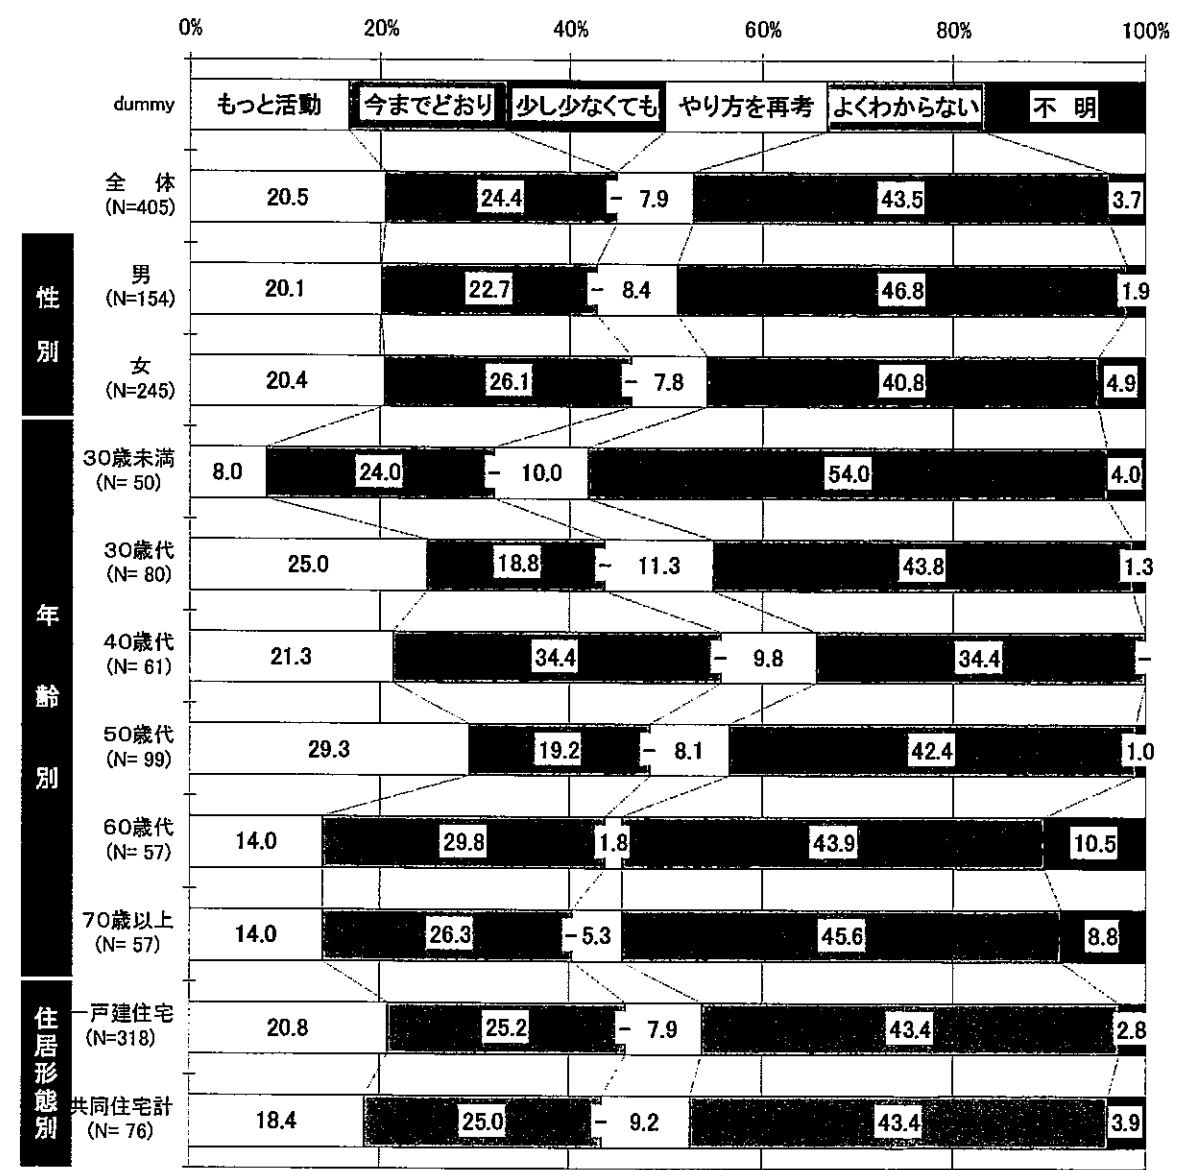 0% 20% 40% 60% 80% 100%
dummy もっと活動 今までどおり 少し少なくても やり方を再考 よくわからない 不 明
全 体
(N=405)
20.5 24.4 - 7.9 43.5 3.7
性別
男
(N=154)
20.1 22.7 - 8.4 46.8 1.9
女
(N=245)
20.4 26.1 - 7.8 40.8 4.9
年齢別
30歳未満
(N= 50)
8.0 24.0 - 10.0 54.0 4.0
30歳代
(N= 80)
25.0 18.8 - 11.3 43.8 1.3
40歳代
(N= 61)
21.3 34.4 - 9.8 34.4 -
50歳代
(N= 99)
29.3 19.2 - 8.1 42.4 1.0
60歳代
(N= 57)
14.0 29.8 - 1.8 43.9 10.5
70歳以上
(N= 57)
14.0 26.3 - 5.3 45.6 8.8
住居形態別
一戸建住宅
(N=318)
20.8 25.2 - 7.9 43.4 2.8
共同住宅計
(N= 76)
18.4 25.0 - 9.2 43.4 3.9